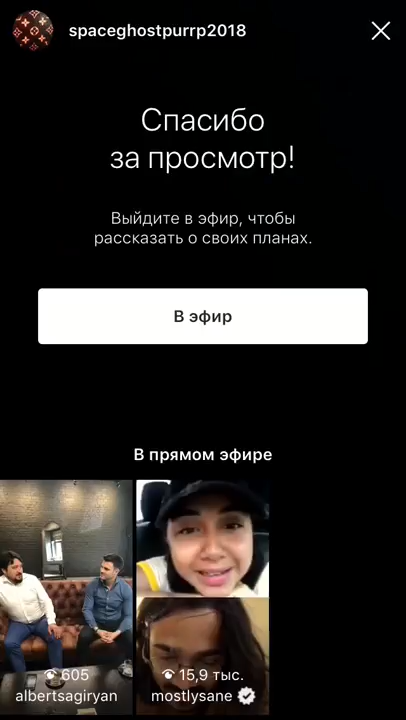 spaceghostpurrp2018
Спасибо
за просмотр!
Выйдите в эфир, чтобы
рассказать о своих планах.
В эфир
В прямом эфире
605
albertsagiryan
15,9 тыс.
mostlysane